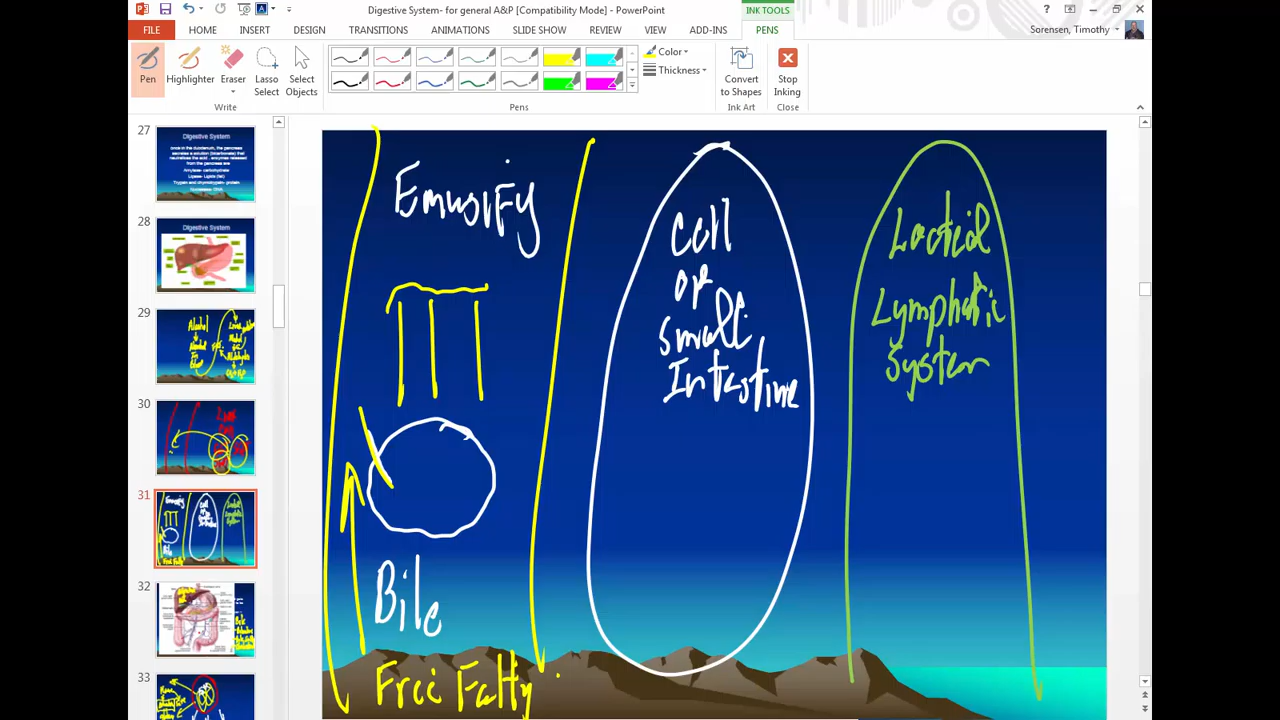 Digestive System- for general A&P [Compatibility Mode] - PowerPoint
INK TOOLS
FILE HOME INSERT DESIGN TRANSITIONS ANIMATIONS SLIDE SHOW REVIEW VIEW ADD-INS PENS
Sorensen, Timothy
Pen Highlighter Eraser Lasso Select Select Objects
Color
Thickness
Convert to Shapes
Stop Inking
Write Pens Ink Art Close
27
Digestive System
28
Digestive System
29
Alcohol
30
31
32
33
Emusify
Bile
Free Fatty
Cell
of
Small
Intestine
Lacteal
Lymphatic
System